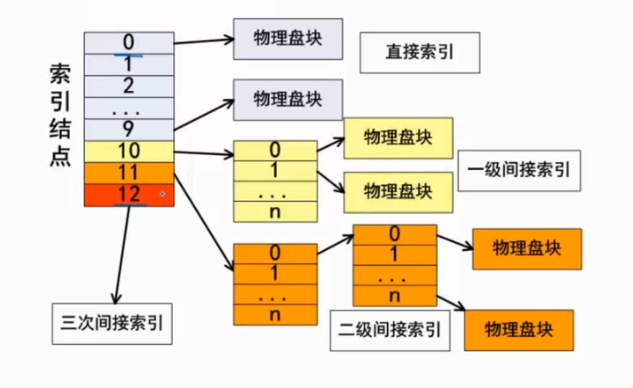 索引结点
0
1
2
...
9
10
11
12
物理盘块
直接索引
物理盘块
0
1
...
n
物理盘块
物理盘块
一级间接索引
0
1
...
n
0
1
...
n
物理盘块
物理盘块
二级间接索引
三次间接索引